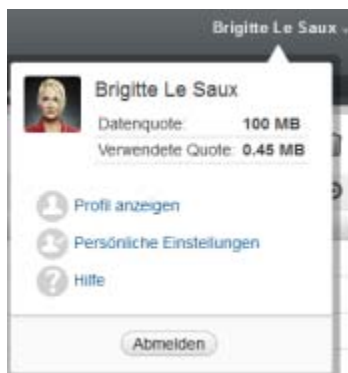 Brigitte Le Saux
Brigitte Le Saux
Datenquote: 100 MB
Verwendete Quote: 0.45 MB
Profil anzeigen
Persönliche Einstellungen
Hilfe
Abmelden